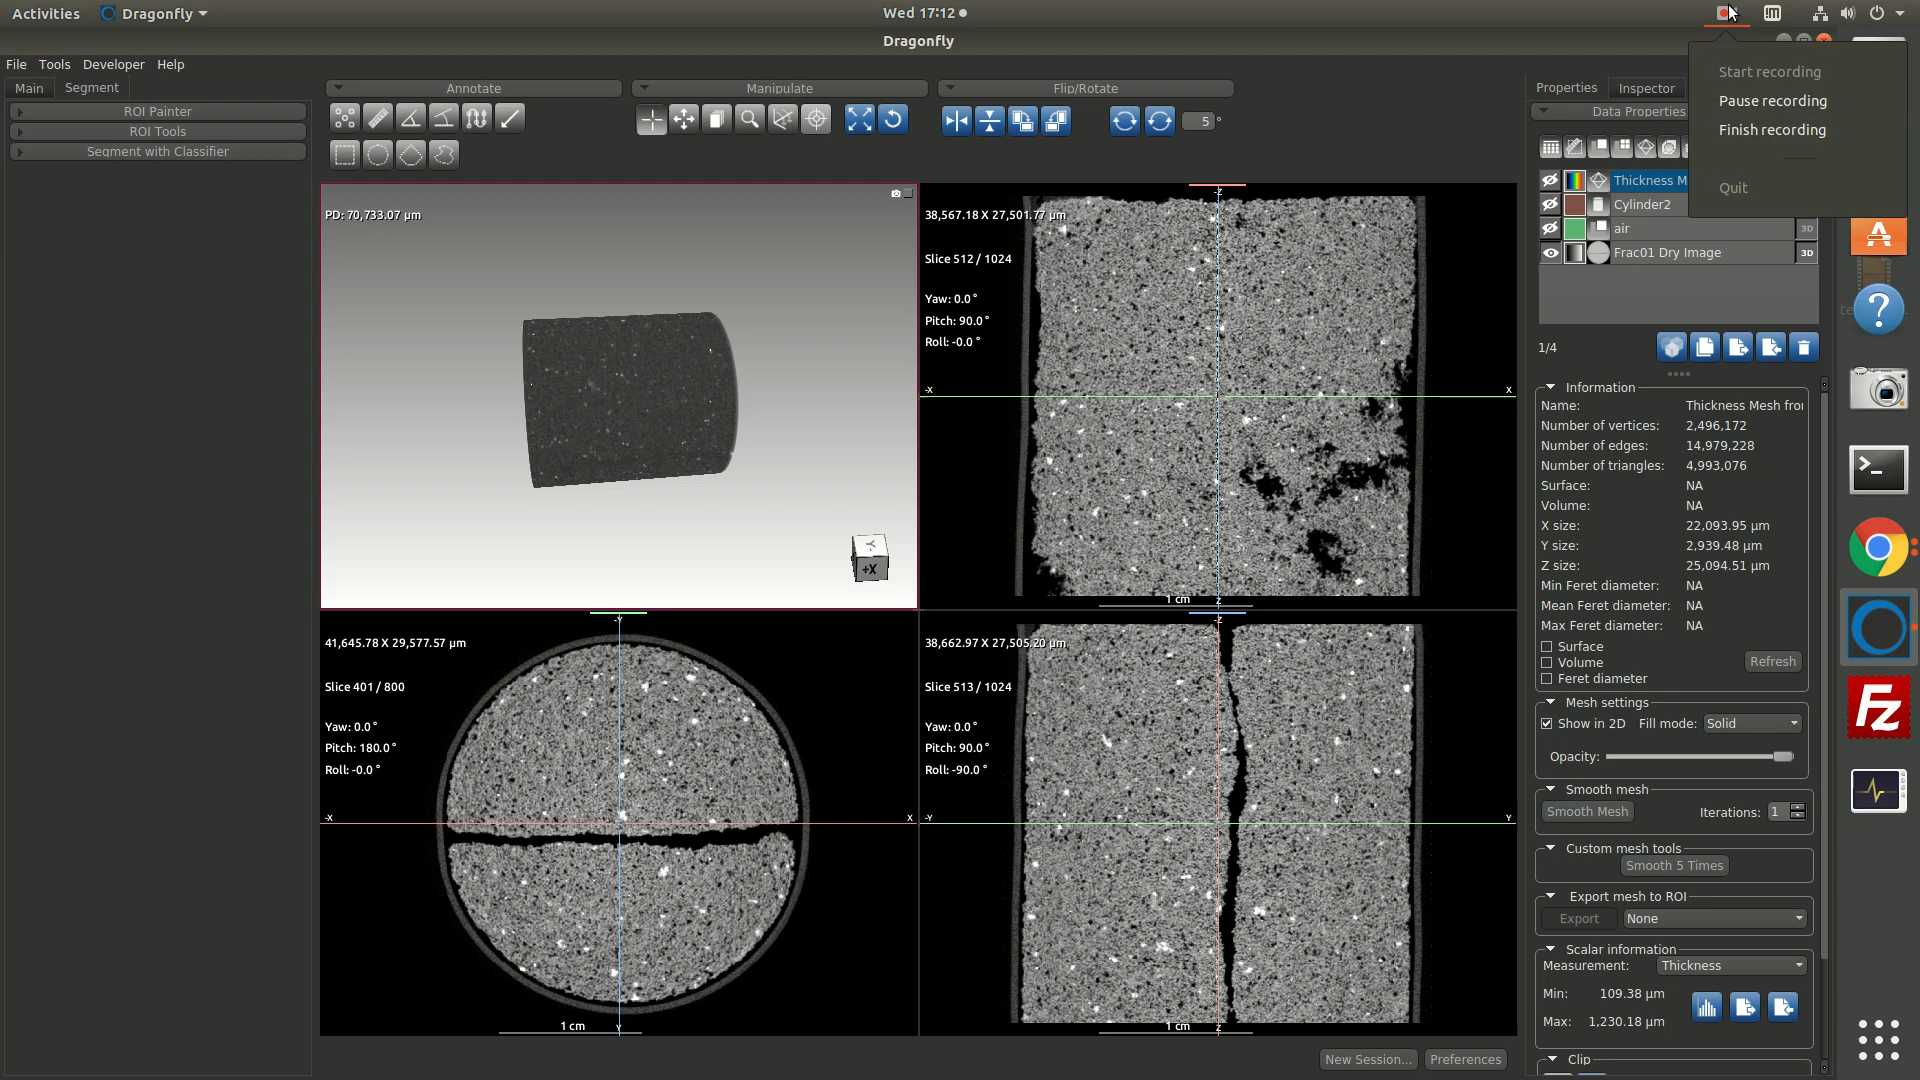 Activities
Dragonfly
Wed 17:12
Dragonfly
File Tools Developer Help
Main Segment
ROI Painter
ROI Tools
Segment with Classifier
Annotate
Manipulate
Flip/Rotate
5 °
Start recording
Pause recording
Finish recording
Quit
Properties Inspector
Data Properties
Thickness M
Cylinder2
air 3D
Frac01 Dry Image 3D
1/4
PD: 70,733.07 µm
+X
Y-
38,567.18 X 27,501.77 µm
Slice 512 / 1024
Yaw: 0.0 °
Pitch: 90.0 °
Roll: -0.0 °
-Z
-X X
1 cm Z
41,645.78 X 29,577.57 µm
Slice 401 / 800
Yaw: 0.0 °
Pitch: 180.0 °
Roll: -0.0 °
-Y
-X X
1 cm Y
38,662.97 X 27,505.20 µm
Slice 513 / 1024
Yaw: 0.0 °
Pitch: 90.0 °
Roll: -90.0 °
-Z
-Y Y
1 cm Z
Information
Name: Thickness Mesh fro
Number of vertices: 2,496,172
Number of edges: 14,979,228
Number of triangles: 4,993,076
Surface: NA
Volume: NA
X size: 22,093.95 µm
Y size: 2,939.48 µm
Z size: 25,094.51 µm
Min Feret diameter: NA
Mean Feret diameter: NA
Max Feret diameter: NA
Surface
Volume
Feret diameter
Refresh
Mesh settings
Show in 2D Fill mode: Solid
Opacity:
Smooth mesh
Smooth Mesh Iterations: 1
Custom mesh tools
Smooth 5 Times
Export mesh to ROI
Export None
Scalar information
Measurement: Thickness
Min: 109.38 µm
Max: 1,230.18 µm
Clip
New Session... Preferences
A
?
>_
Fz